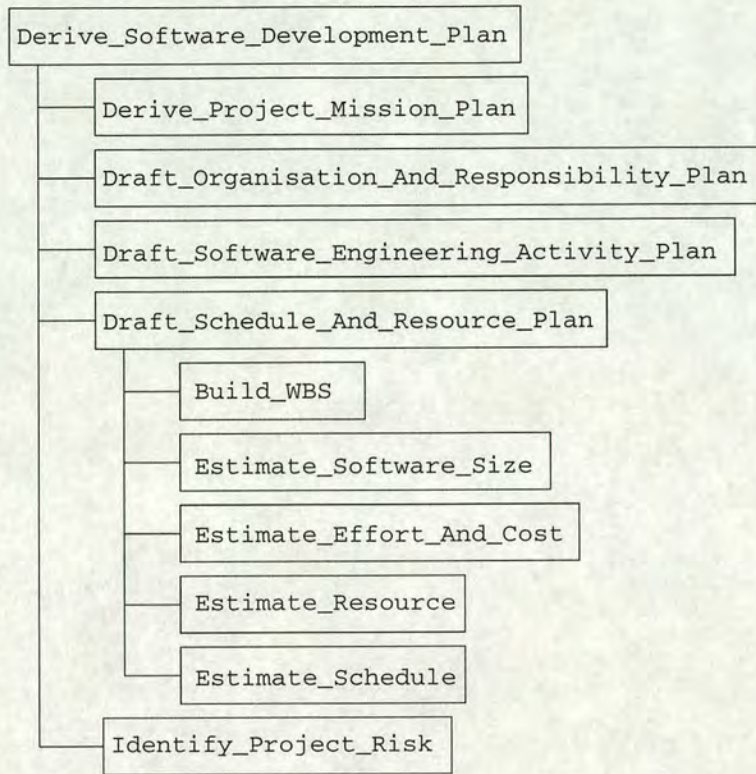 Derive_Software_Development_Plan
Derive_Project_Mission_Plan
Draft_Organisation_And_Responsibility_Plan
Draft_Software_Engineering_Activity_Plan
Draft_Schedule_And_Resource_Plan
Build_WBS
Estimate_Software_Size
Estimate_Effort_And_Cost
Estimate_Resource
Estimate_Schedule
Identify_Project_Risk